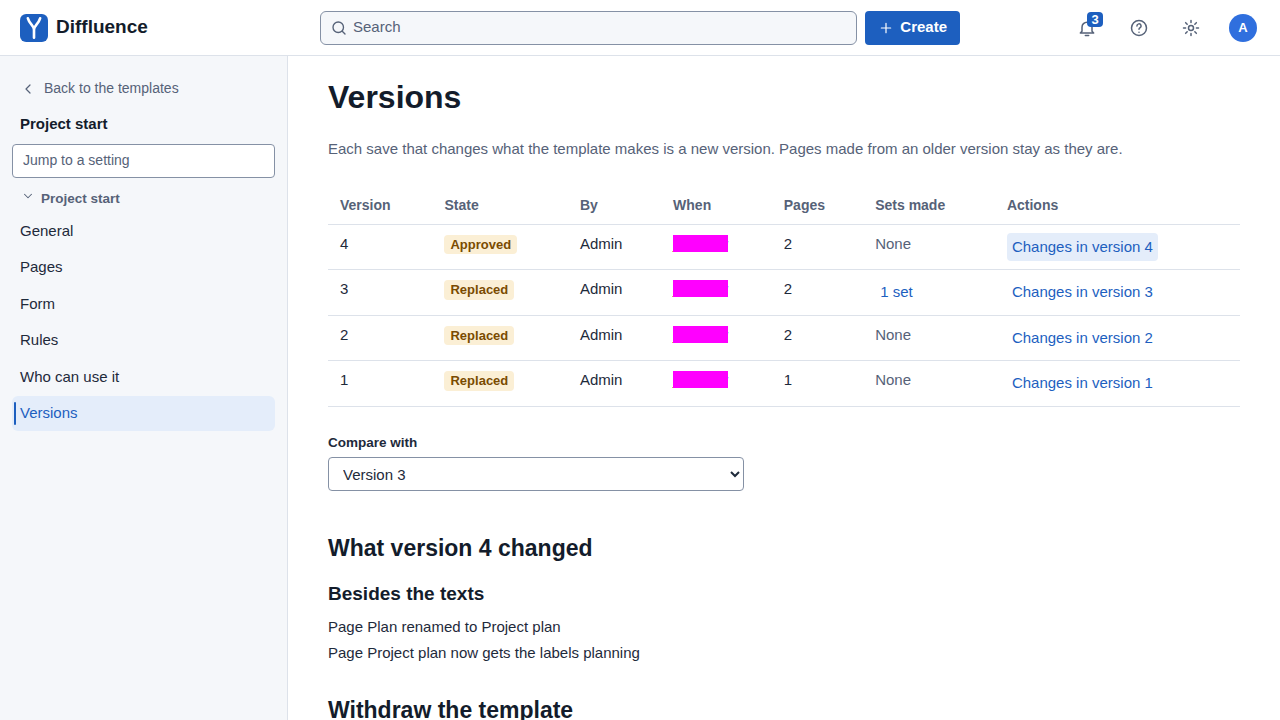 Diffluence
Search
Create
3
A
Back to the templates
Project start
Jump to a setting
Project start
General
Pages
Form
Rules
Who can use it
Versions
Versions
Each save that changes what the template makes is a new version. Pages made from an older version stay as they are.
Version State By When Pages Sets made Actions
4 Approved Admin 2 None Changes in version 4
3 Replaced Admin 2 1 set Changes in version 3
2 Replaced Admin 2 None Changes in version 2
1 Replaced Admin 1 None Changes in version 1
Compare with
Version 3
What version 4 changed
Besides the texts
Page Plan renamed to Project plan
Page Project plan now gets the labels planning
Withdraw the template